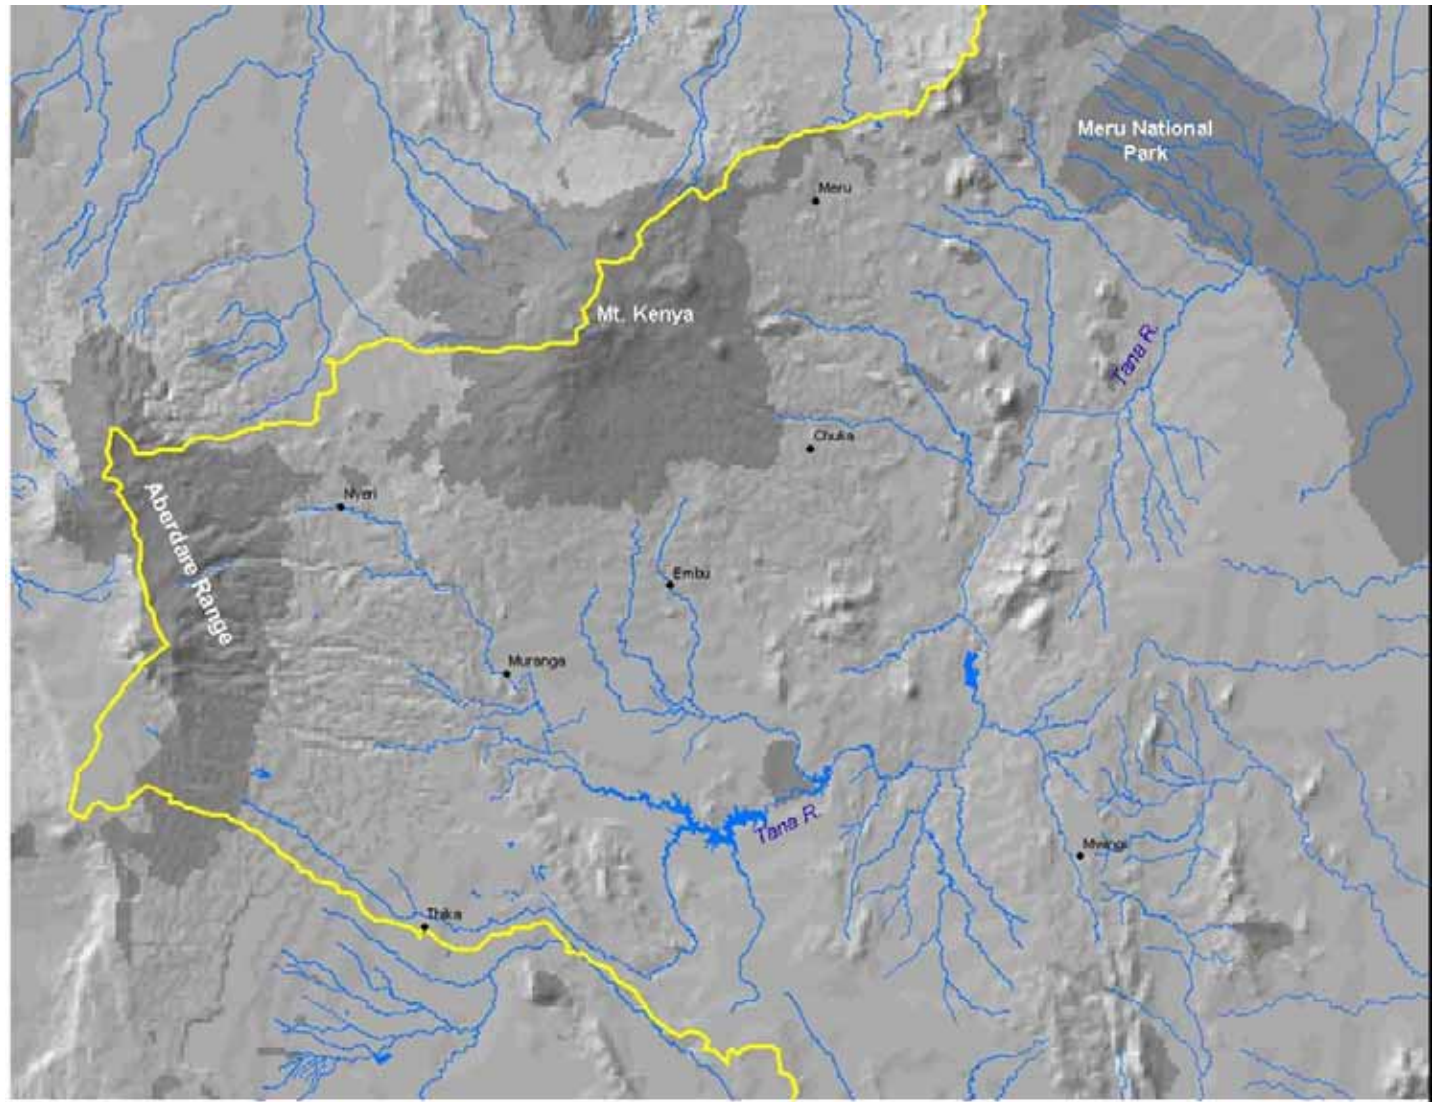 Meru National
Park
Meru
Mt. Kenya
Tana R.
Chuka
Aberdare Range
Nyeri
Embu
Muranga
Tana R.
Mwingi
Thika